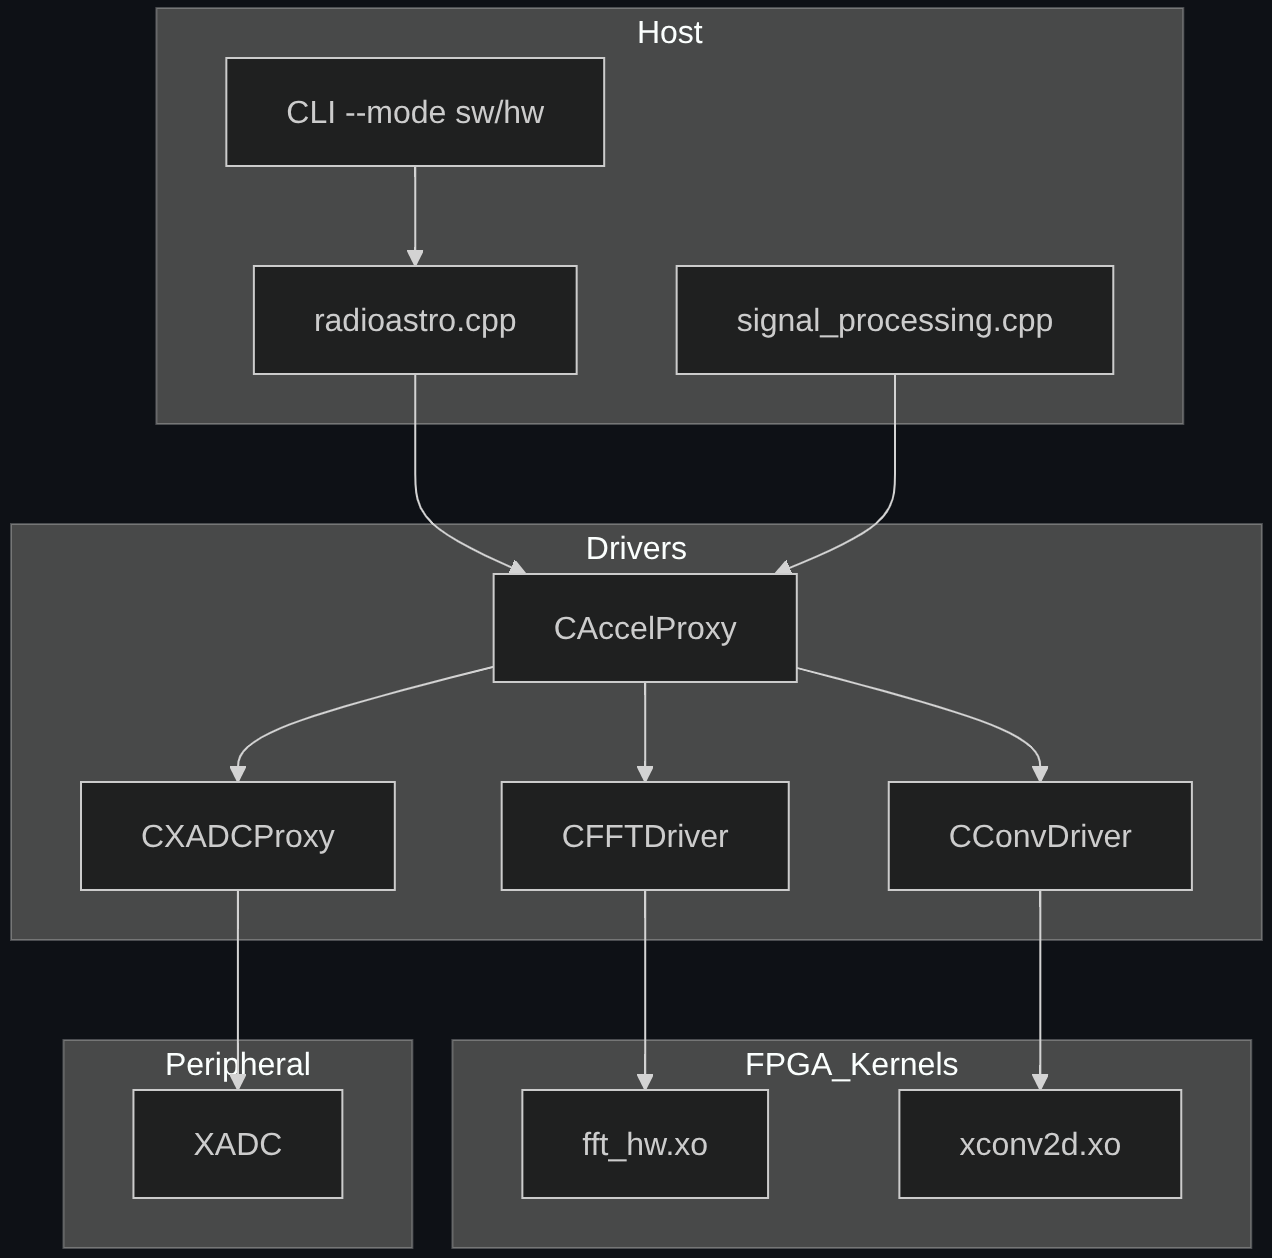 Host
CLI --mode sw/hw
radioastro.cpp
signal_processing.cpp
Drivers
CAccelProxy
CXADCProxy
CFFTDriver
CConvDriver
Peripheral
FPGA_Kernels
XADC
fft_hw.xo
xconv2d.xo